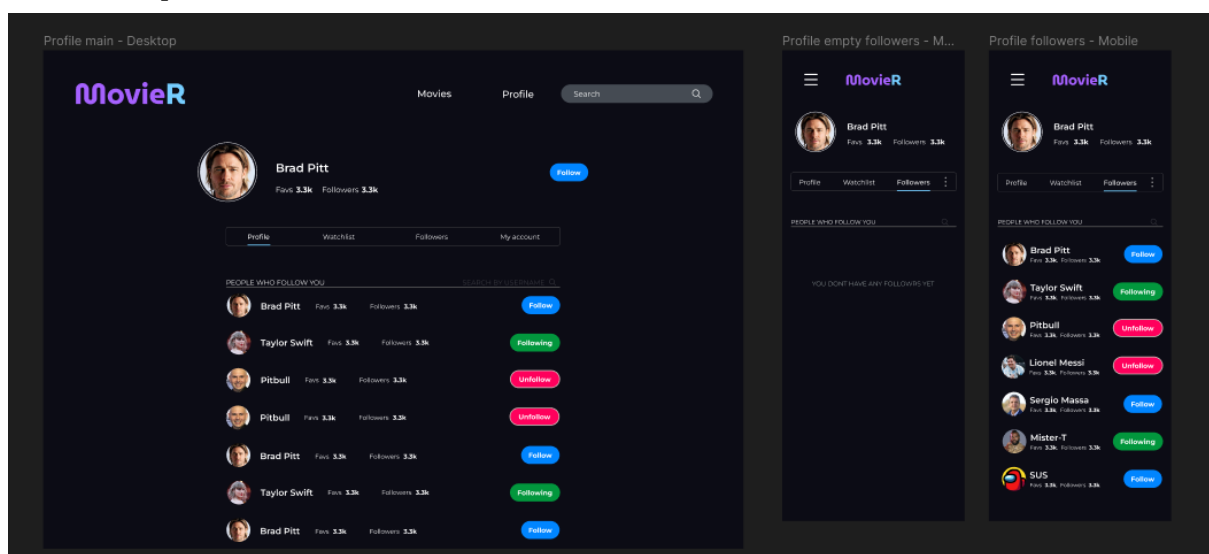 Profile main - Desktop
MovieR
Movies Profile Search
Brad Pitt
Favs 3.3k Followers 3.3k
Follow
Profile Watchlist Followers My account
PEOPLE WHO FOLLOW YOU SEARCH BY USERNAME
Brad Pitt Favs 3.3k Followers 3.3k Follow
Taylor Swift Favs 3.3k Followers 3.3k Following
Pitbull Favs 3.3k Followers 3.3k Unfollow
Pitbull Favs 3.3k Followers 3.3k Unfollow
Brad Pitt Favs 3.3k Followers 3.3k Follow
Taylor Swift Favs 3.3k Followers 3.3k Following
Brad Pitt Favs 3.3k Followers 3.3k Follow
Profile empty followers - M...
MovieR
Brad Pitt
Favs 3.3k Followers 3.3k
Profile Watchlist Followers
PEOPLE WHO FOLLOW YOU
YOU DONT HAVE ANY FOLLOWRS YET
Profile followers - Mobile
MovieR
Brad Pitt
Favs 3.3k Followers 3.3k
Profile Watchlist Followers
PEOPLE WHO FOLLOW YOU
Brad Pitt
Favs 3.3k Followers 3.3k
Follow
Taylor Swift
Favs 3.3k Followers 3.3k
Following
Pitbull
Favs 3.3k Followers 3.3k
Unfollow
Lionel Messi
Favs 3.3k Followers 3.3k
Unfollow
Sergio Massa
Favs 3.3k Followers 3.3k
Follow
Mister-T
Favs 3.3k Followers 3.3k
Following
SUS
Favs 3.3k Followers 3.3k
Follow